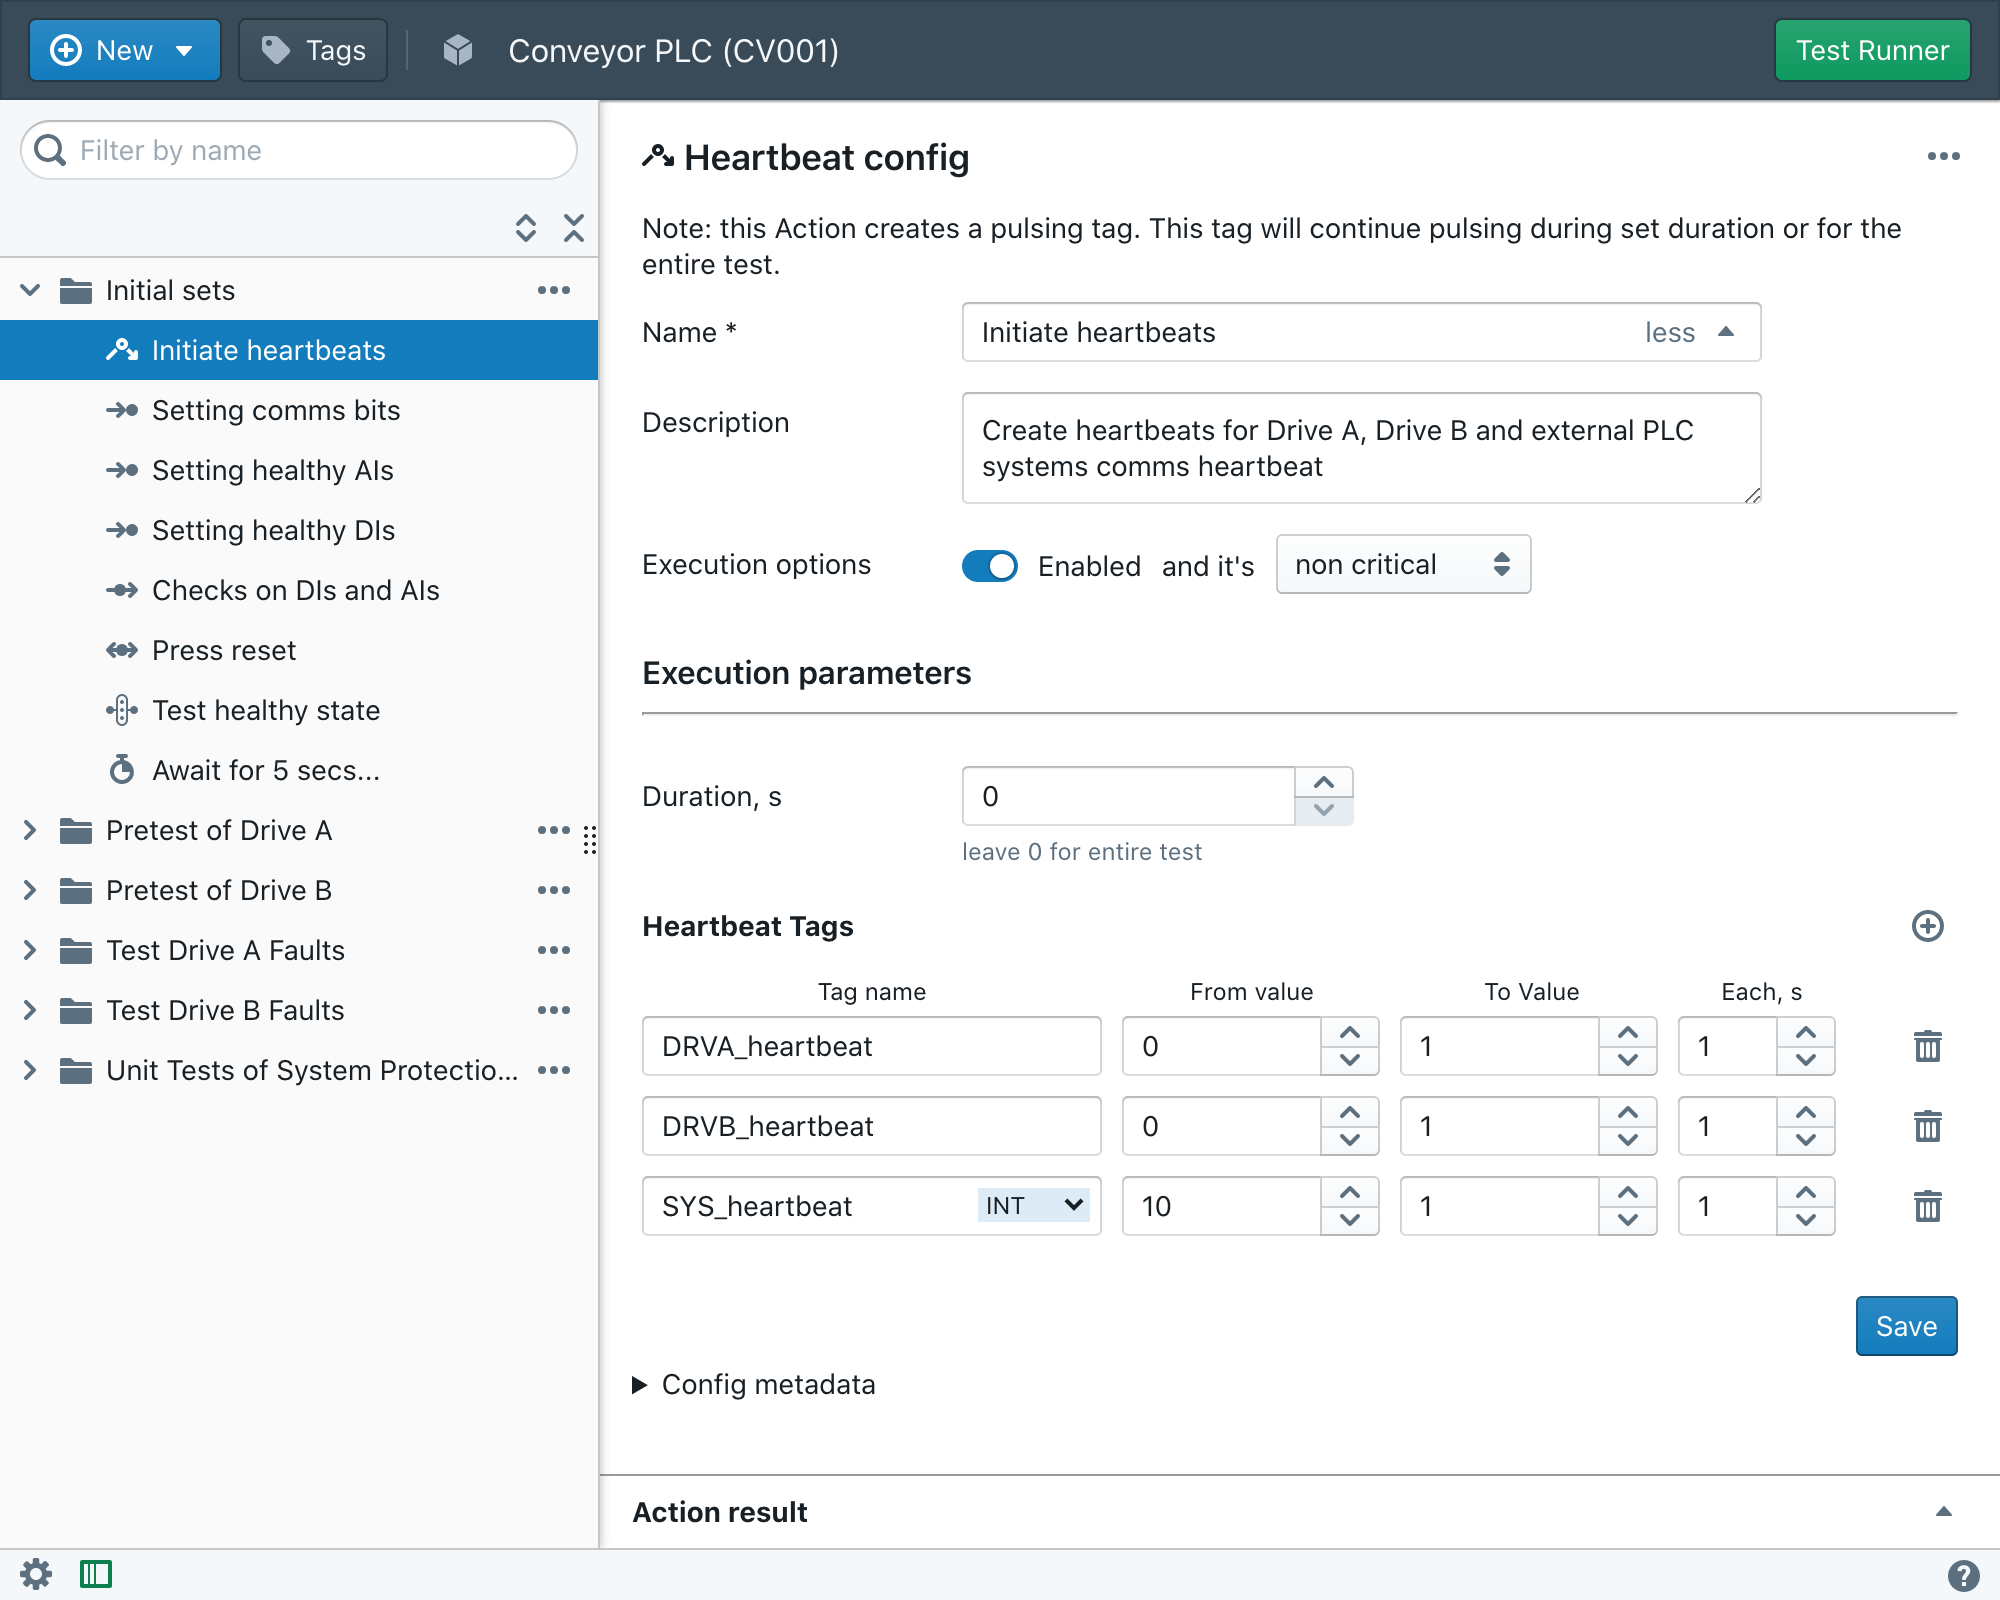 New
Tags
Conveyor PLC (CV001)
Test Runner
Filter by name
Initial sets
Initiate heartbeats
Setting comms bits
Setting healthy AIs
Setting healthy DIs
Checks on DIs and AIs
Press reset
Test healthy state
Await for 5 secs...
Pretest of Drive A
Pretest of Drive B
Test Drive A Faults
Test Drive B Faults
Unit Tests of System Protectio...
Heartbeat config
Note: this Action creates a pulsing tag. This tag will continue pulsing during set duration or for the
entire test.
Name *
Initiate heartbeats
less
Description
Create heartbeats for Drive A, Drive B and external PLC
systems comms heartbeat
Execution options
Enabled and it's
non critical
Execution parameters
Duration, s
0
leave 0 for entire test
Heartbeat Tags
Tag name From value To Value Each, s
DRVA_heartbeat 0 1 1
DRVB_heartbeat 0 1 1
SYS_heartbeat INT 10 1 1
Save
Config metadata
Action result